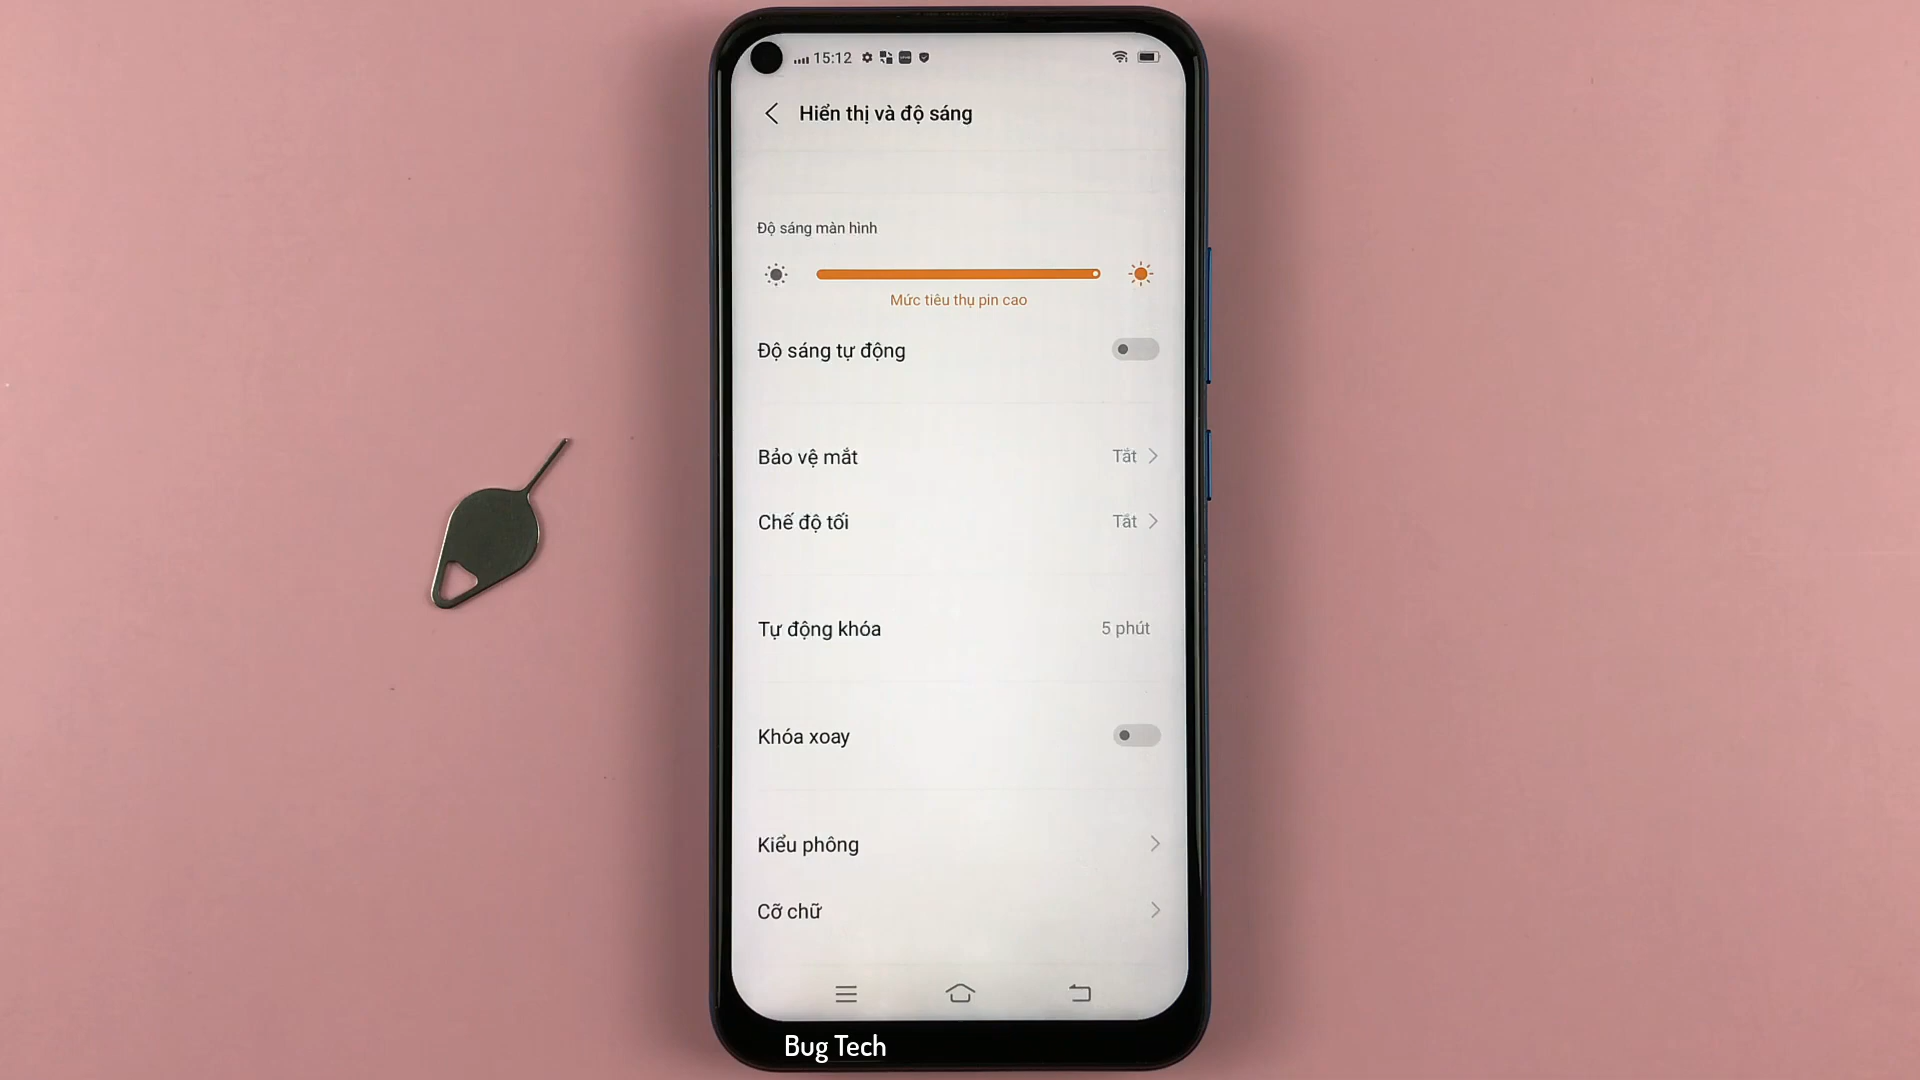 15:12
Hiển thị và độ sáng
Độ sáng màn hình
Mức tiêu thụ pin cao
Độ sáng tự động
Bảo vệ mắt Tắt
Chế độ tối Tắt
Tự động khóa 5 phút
Khóa xoay
Kiểu phông
Cỡ chữ
Bug Tech